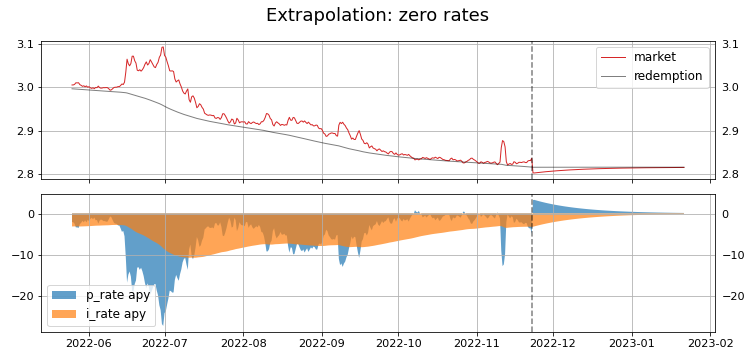 Extrapolation: zero rates
3.1
3.0
2.9
2.8
3.1
3.0
2.9
2.8
market
redemption
0
−10
−20
0
−10
−20
p_rate apy
i_rate apy
2022-06 2022-07 2022-08 2022-09 2022-10 2022-11 2022-12 2023-01 2023-02